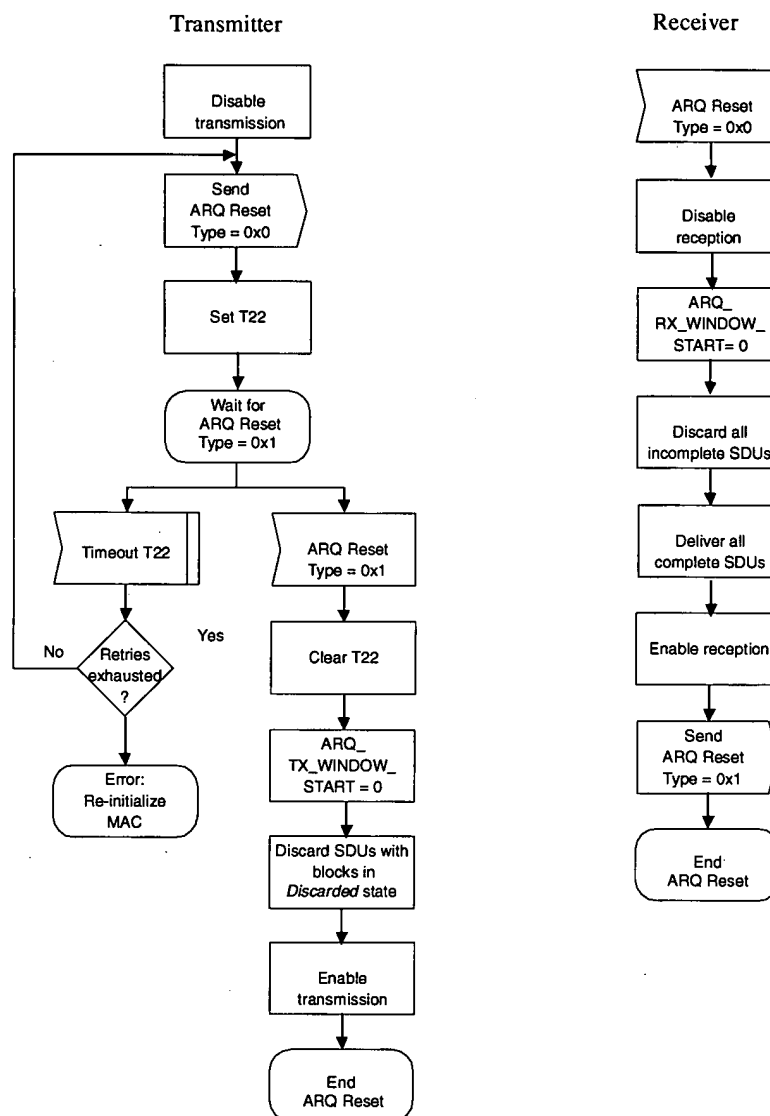 Transmitter
Disable
transmission
Send
ARQ Reset
Type = 0x0
Set T22
Wait for
ARQ Reset
Type = 0x1
Timeout T22
No
Retries
exhausted
?
Yes
Error:
Re-initialize
MAC
ARQ Reset
Type = 0x1
Clear T22
ARQ_
TX_WINDOW_
START = 0
Discard SDUs with
blocks in
Discarded state
Enable
transmission
End
ARQ Reset
Receiver
ARQ Reset
Type = 0x0
Disable
reception
ARQ_
RX_WINDOW_
START= 0
Discard all
incomplete SDUs
Deliver all
complete SDUs
Enable reception
Send
ARQ Reset
Type = 0x1
End
ARQ Reset